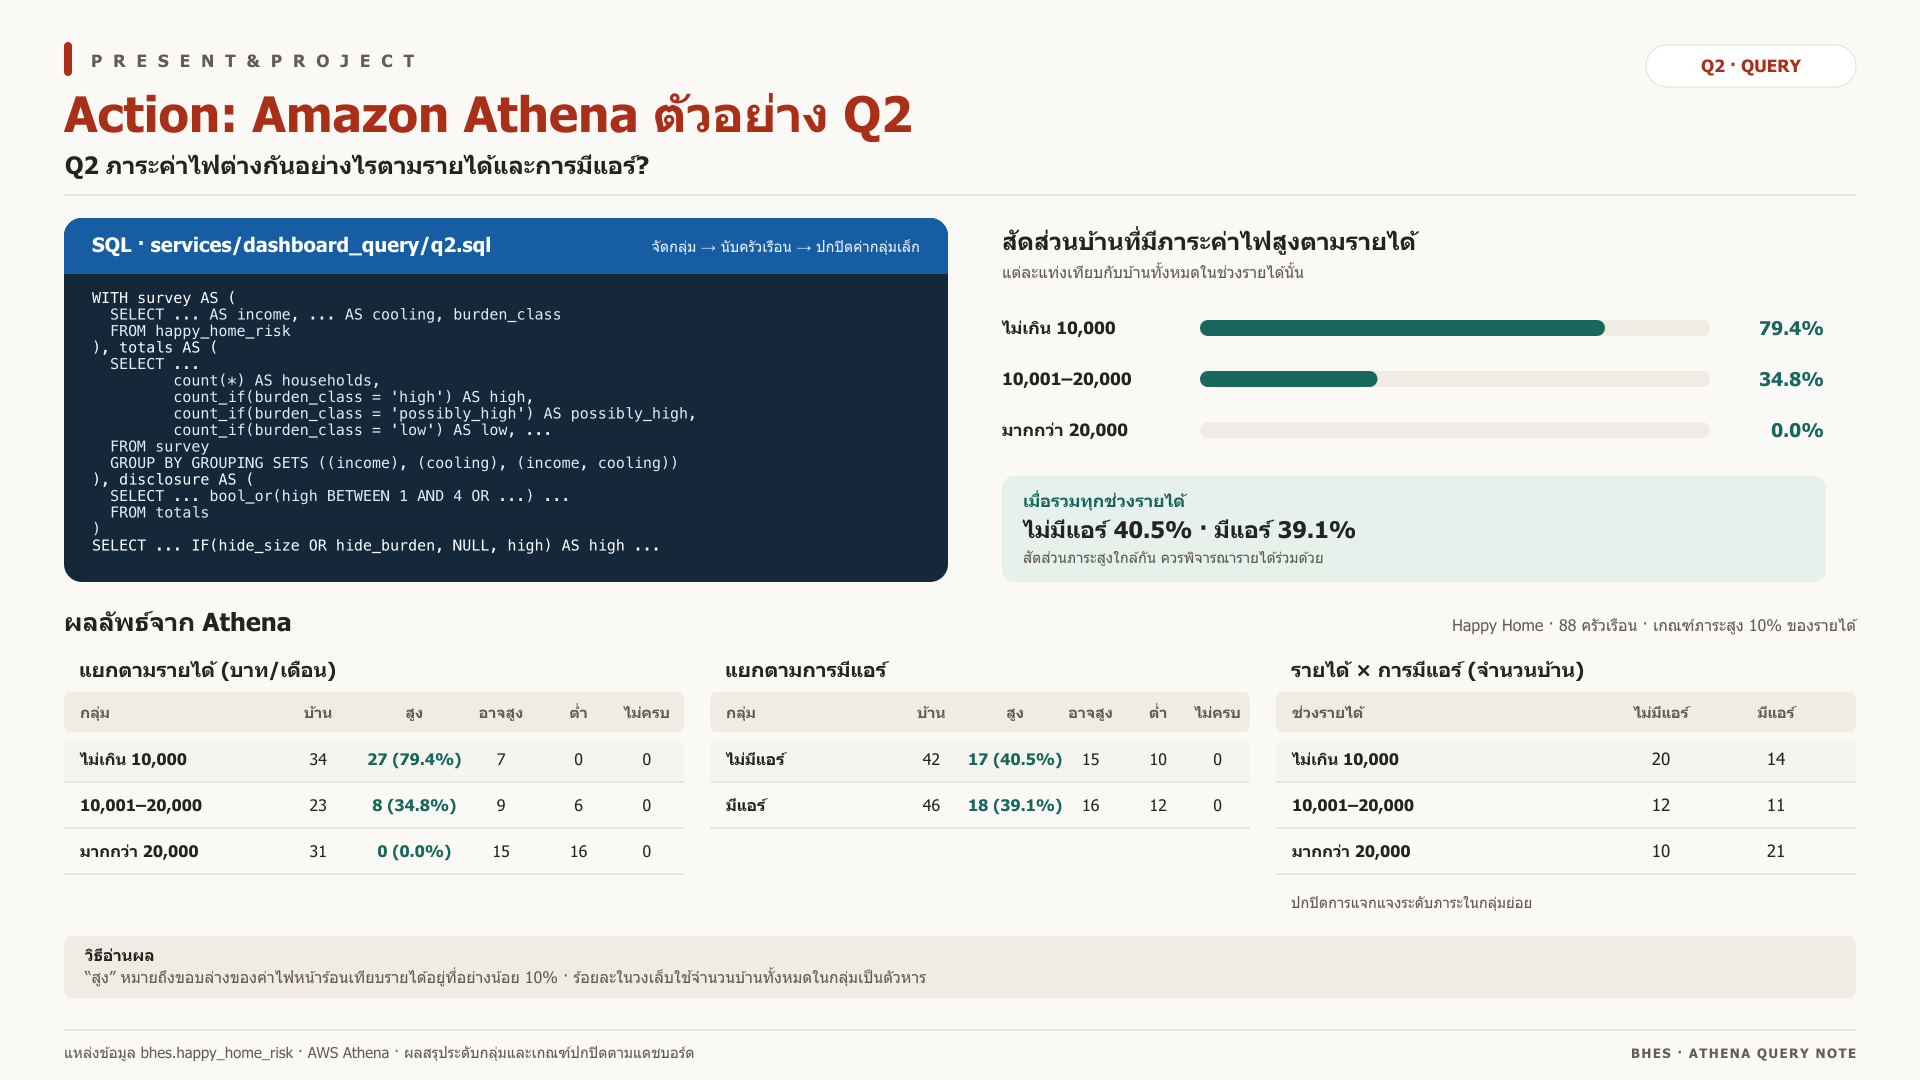 PRESENT&PROJECT
Q2 · QUERY
Action: Amazon Athena ตัวอย่าง Q2
Q2 ภาระค่าไฟต่างกันอย่างไรตามรายได้และการมีแอร์?
SQL · services/dashboard_query/q2.sql
จัดกลุ่ม → นับครัวเรือน → ปกปิดค่ากลุ่มเล็ก
WITH survey AS (
  SELECT ... AS income, ... AS cooling, burden_class
  FROM happy_home_risk
), totals AS (
  SELECT ...
         count(*) AS households,
         count_if(burden_class = 'high') AS high,
         count_if(burden_class = 'possibly_high') AS possibly_high,
         count_if(burden_class = 'low') AS low, ...
  FROM survey
  GROUP BY GROUPING SETS ((income), (cooling), (income, cooling))
), disclosure AS (
  SELECT ... bool_or(high BETWEEN 1 AND 4 OR ...) ...
  FROM totals
)
SELECT ... IF(hide_size OR hide_burden, NULL, high) AS high ...
สัดส่วนบ้านที่มีภาระค่าไฟสูงตามรายได้
แต่ละแท่งเทียบกับบ้านทั้งหมดในช่วงรายได้นั้น
ไม่เกิน 10,000 79.4%
10,001–20,000 34.8%
มากกว่า 20,000 0.0%
เมื่อรวมทุกช่วงรายได้
ไม่มีแอร์ 40.5% · มีแอร์ 39.1%
สัดส่วนภาระสูงใกล้กัน ควรพิจารณารายได้ร่วมด้วย
ผลลัพธ์จาก Athena
Happy Home · 88 ครัวเรือน · เกณฑ์ภาระสูง 10% ของรายได้
แยกตามรายได้ (บาท/เดือน)
กลุ่ม บ้าน สูง อาจสูง ต่ำ ไม่ครบ
ไม่เกิน 10,000 34 27 (79.4%) 7 0 0
10,001–20,000 23 8 (34.8%) 9 6 0
มากกว่า 20,000 31 0 (0.0%) 15 16 0
แยกตามการมีแอร์
กลุ่ม บ้าน สูง อาจสูง ต่ำ ไม่ครบ
ไม่มีแอร์ 42 17 (40.5%) 15 10 0
มีแอร์ 46 18 (39.1%) 16 12 0
รายได้ × การมีแอร์ (จำนวนบ้าน)
ช่วงรายได้ ไม่มีแอร์ มีแอร์
ไม่เกิน 10,000 20 14
10,001–20,000 12 11
มากกว่า 20,000 10 21
ปกปิดการแจกแจงระดับภาระในกลุ่มย่อย
วิธีอ่านผล
“สูง” หมายถึงขอบล่างของค่าไฟหน้าร้อนเทียบรายได้อยู่ที่อย่างน้อย 10% · ร้อยละในวงเล็บใช้จำนวนบ้านทั้งหมดในกลุ่มเป็นตัวหาร
แหล่งข้อมูล bhes.happy_home_risk · AWS Athena · ผลสรุประดับกลุ่มและเกณฑ์ปกปิดตามแดชบอร์ด
BHES · ATHENA QUERY NOTE